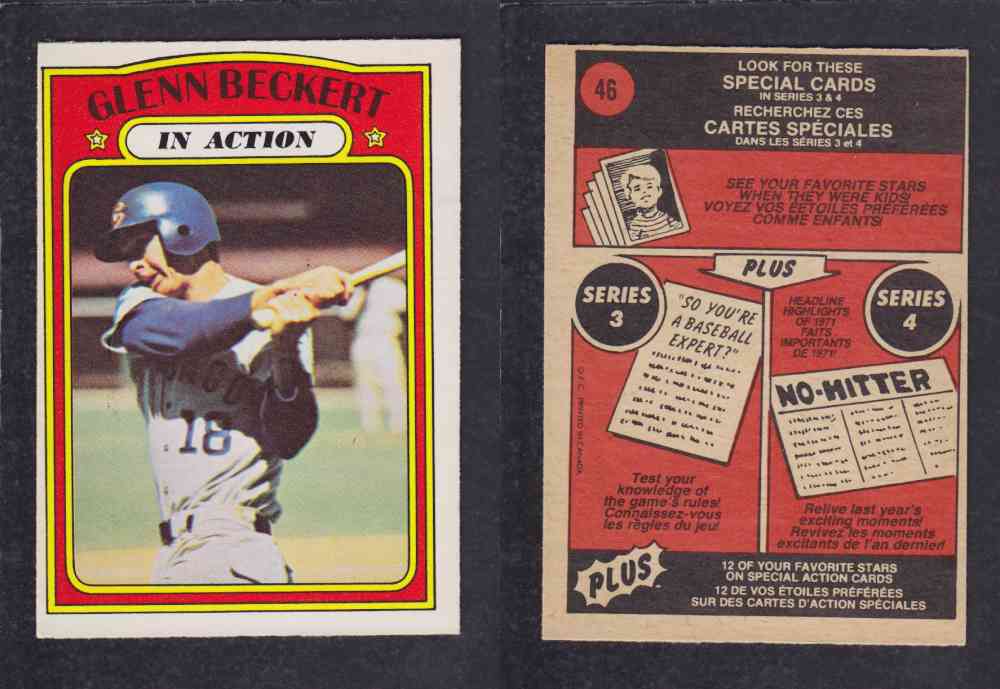 GLENN BECKERT
IN ACTION
18
46
LOOK FOR THESE
SPECIAL CARDS
IN SERIES 3 & 4
RECHERCHEZ CES
CARTES SPÉCIALES
DANS LES SÉRIES 3 et 4
SEE YOUR FAVORITE STARS
WHEN THEY WERE KIDS!
VOYEZ VOS ÉTOILES PRÉFÉRÉES
COMME ENFANTS!
PLUS
SERIES
3
"SO YOU'RE
A BASEBALL
EXPERT?"
Test your
knowledge of
the game's rules!
Connaissez-vous
les règles du jeu!
O.P.C. PRINTED IN CANADA
HEADLINE
HIGHLIGHTS
OF 1971
FAITS
IMPORTANTS
DE 1971!
SERIES
4
NO-HITTER
Relive last year's
exciting moments!
Revivez les moments
excitants de l'an dernier!
PLUS
12 OF YOUR FAVORITE STARS
ON SPECIAL ACTION CARDS
12 DE VOS ÉTOILES PRÉFÉRÉES
SUR DES CARTES D'ACTION SPÉCIALES